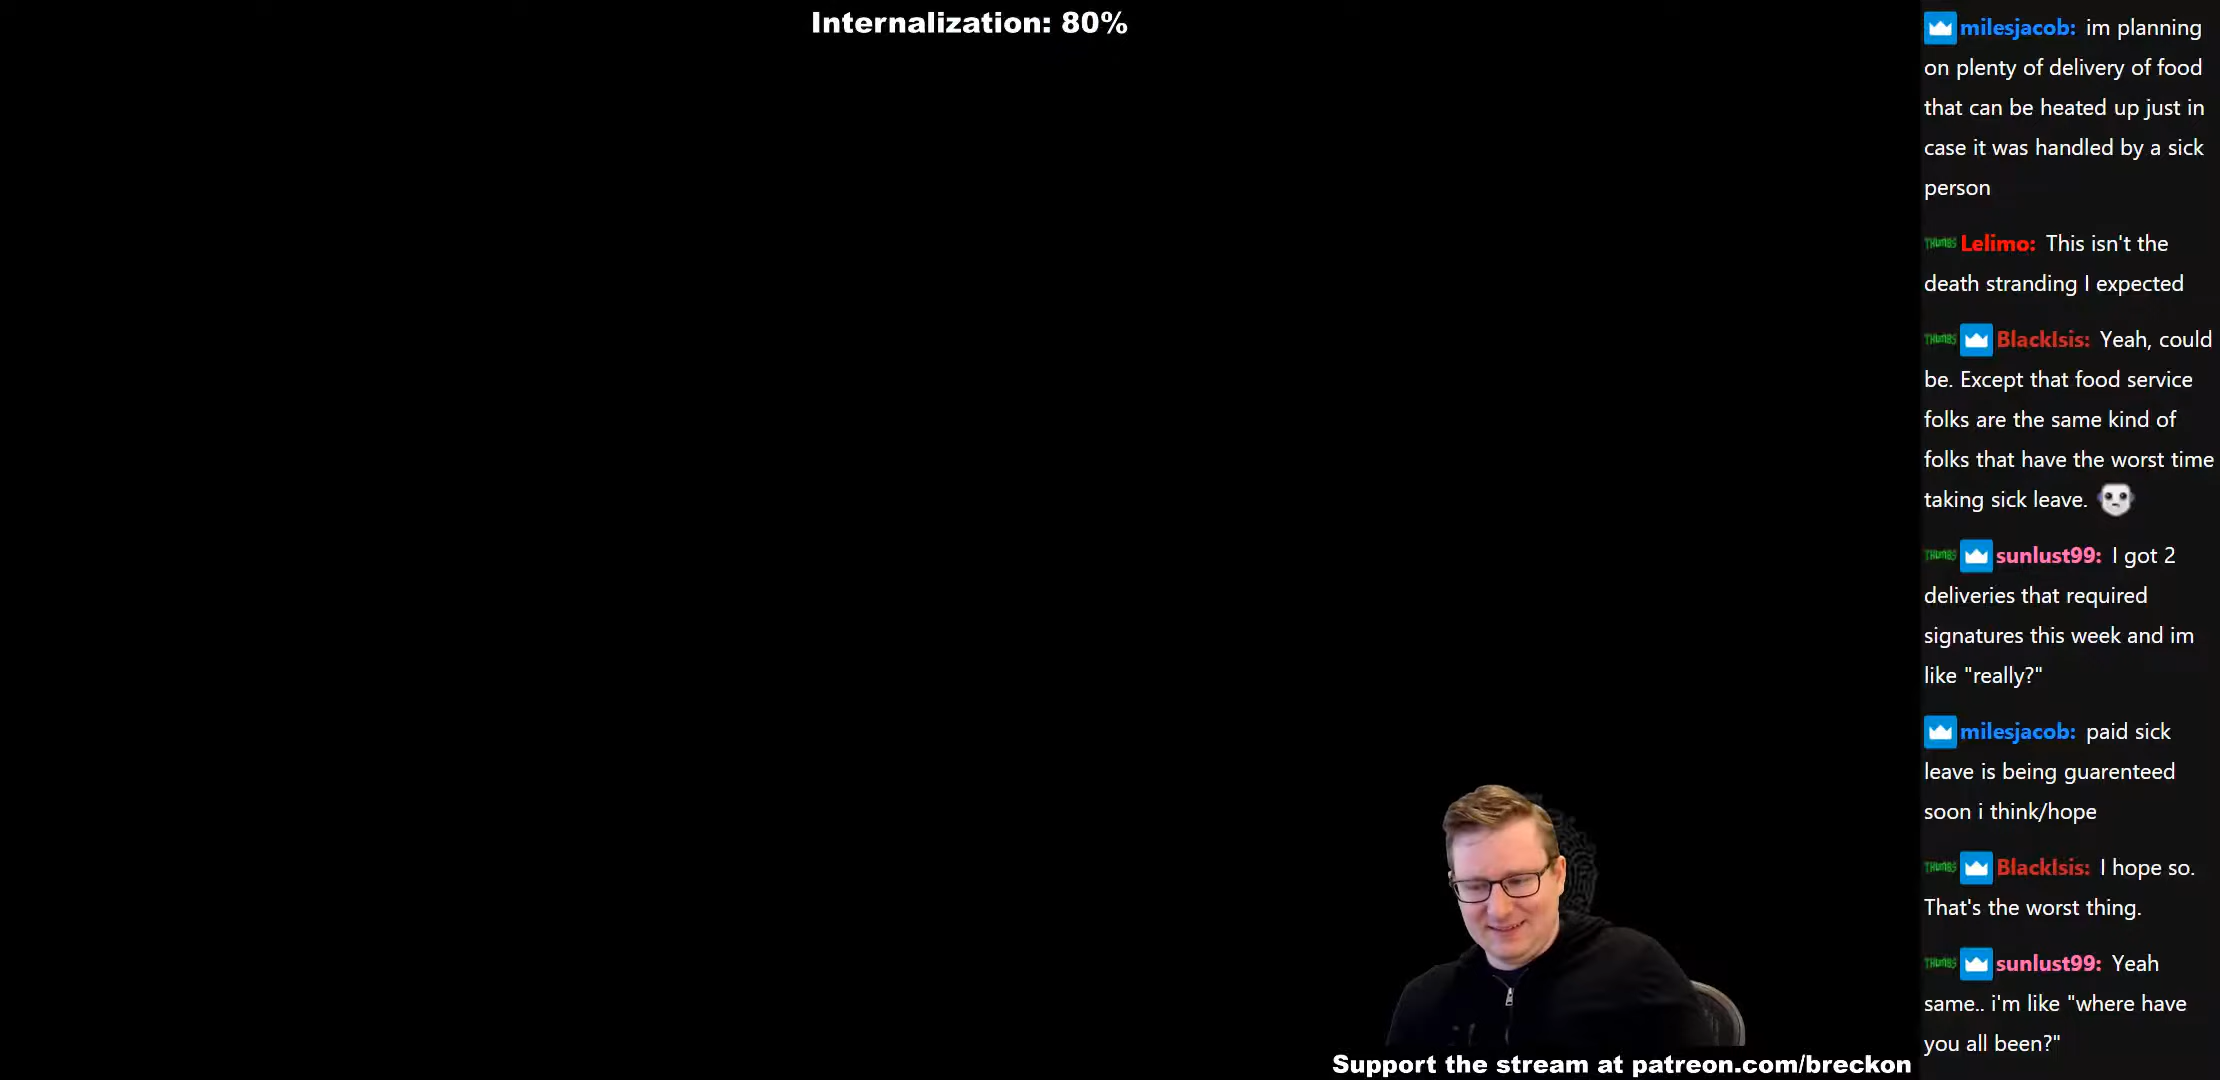 Internalization: 80%
milesjacob: im planning
on plenty of delivery of food
that can be heated up just in
case it was handled by a sick
person
THUMBS Lelimo: This isn't the
death stranding I expected
THUMBS BlackIsis: Yeah, could
be. Except that food service
folks are the same kind of
folks that have the worst time
taking sick leave.
THUMBS sunlust99: I got 2
deliveries that required
signatures this week and im
like "really?"
milesjacob: paid sick
leave is being guarenteed
soon i think/hope
THUMBS BlackIsis: I hope so.
That's the worst thing.
THUMBS sunlust99: Yeah
same.. i'm like "where have
you all been?"
Support the stream at patreon.com/breckon